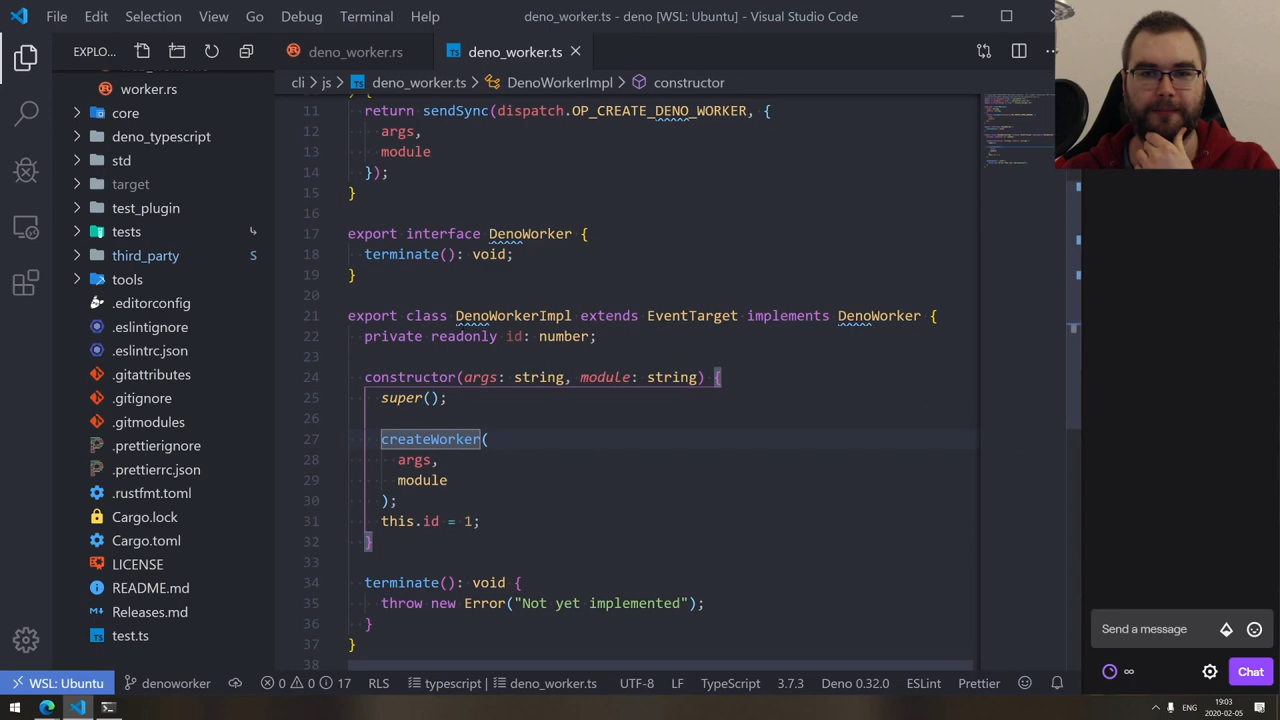 File Edit Selection View Go Debug Terminal Help
deno_worker.ts - deno [WSL: Ubuntu] - Visual Studio Code
EXPLO...
deno_worker.rs
deno_worker.ts
cli › js › deno_worker.ts › DenoWorkerImpl › constructor
worker.rs
core
deno_typescript
std
target
test_plugin
tests
third_party S
tools
.editorconfig
.eslintignore
.eslintrc.json
.gitattributes
.gitignore
.gitmodules
.prettierignore
.prettierrc.json
.rustfmt.toml
Cargo.lock
Cargo.toml
LICENSE
README.md
Releases.md
test.ts
11 return sendSync(dispatch.OP_CREATE_DENO_WORKER, {
12 args,
13 module
14 });
15 }
16
17 export interface DenoWorker {
18 terminate(): void;
19 }
20
21 export class DenoWorkerImpl extends EventTarget implements DenoWorker {
22 private readonly id: number;
23
24 constructor(args: string, module: string) {
25 super();
26
27 createWorker(
28 args,
29 module
30 );
31 this.id = 1;
32 }
33
34 terminate(): void {
35 throw new Error("Not yet implemented");
36 }
37 }
38
Send a message
∞
Chat
WSL: Ubuntu denoworker 0 0 17 RLS typescript | deno_worker.ts UTF-8 LF TypeScript 3.7.3 Deno 0.32.0 ESLint Prettier
ENG
19:03
2020-02-05